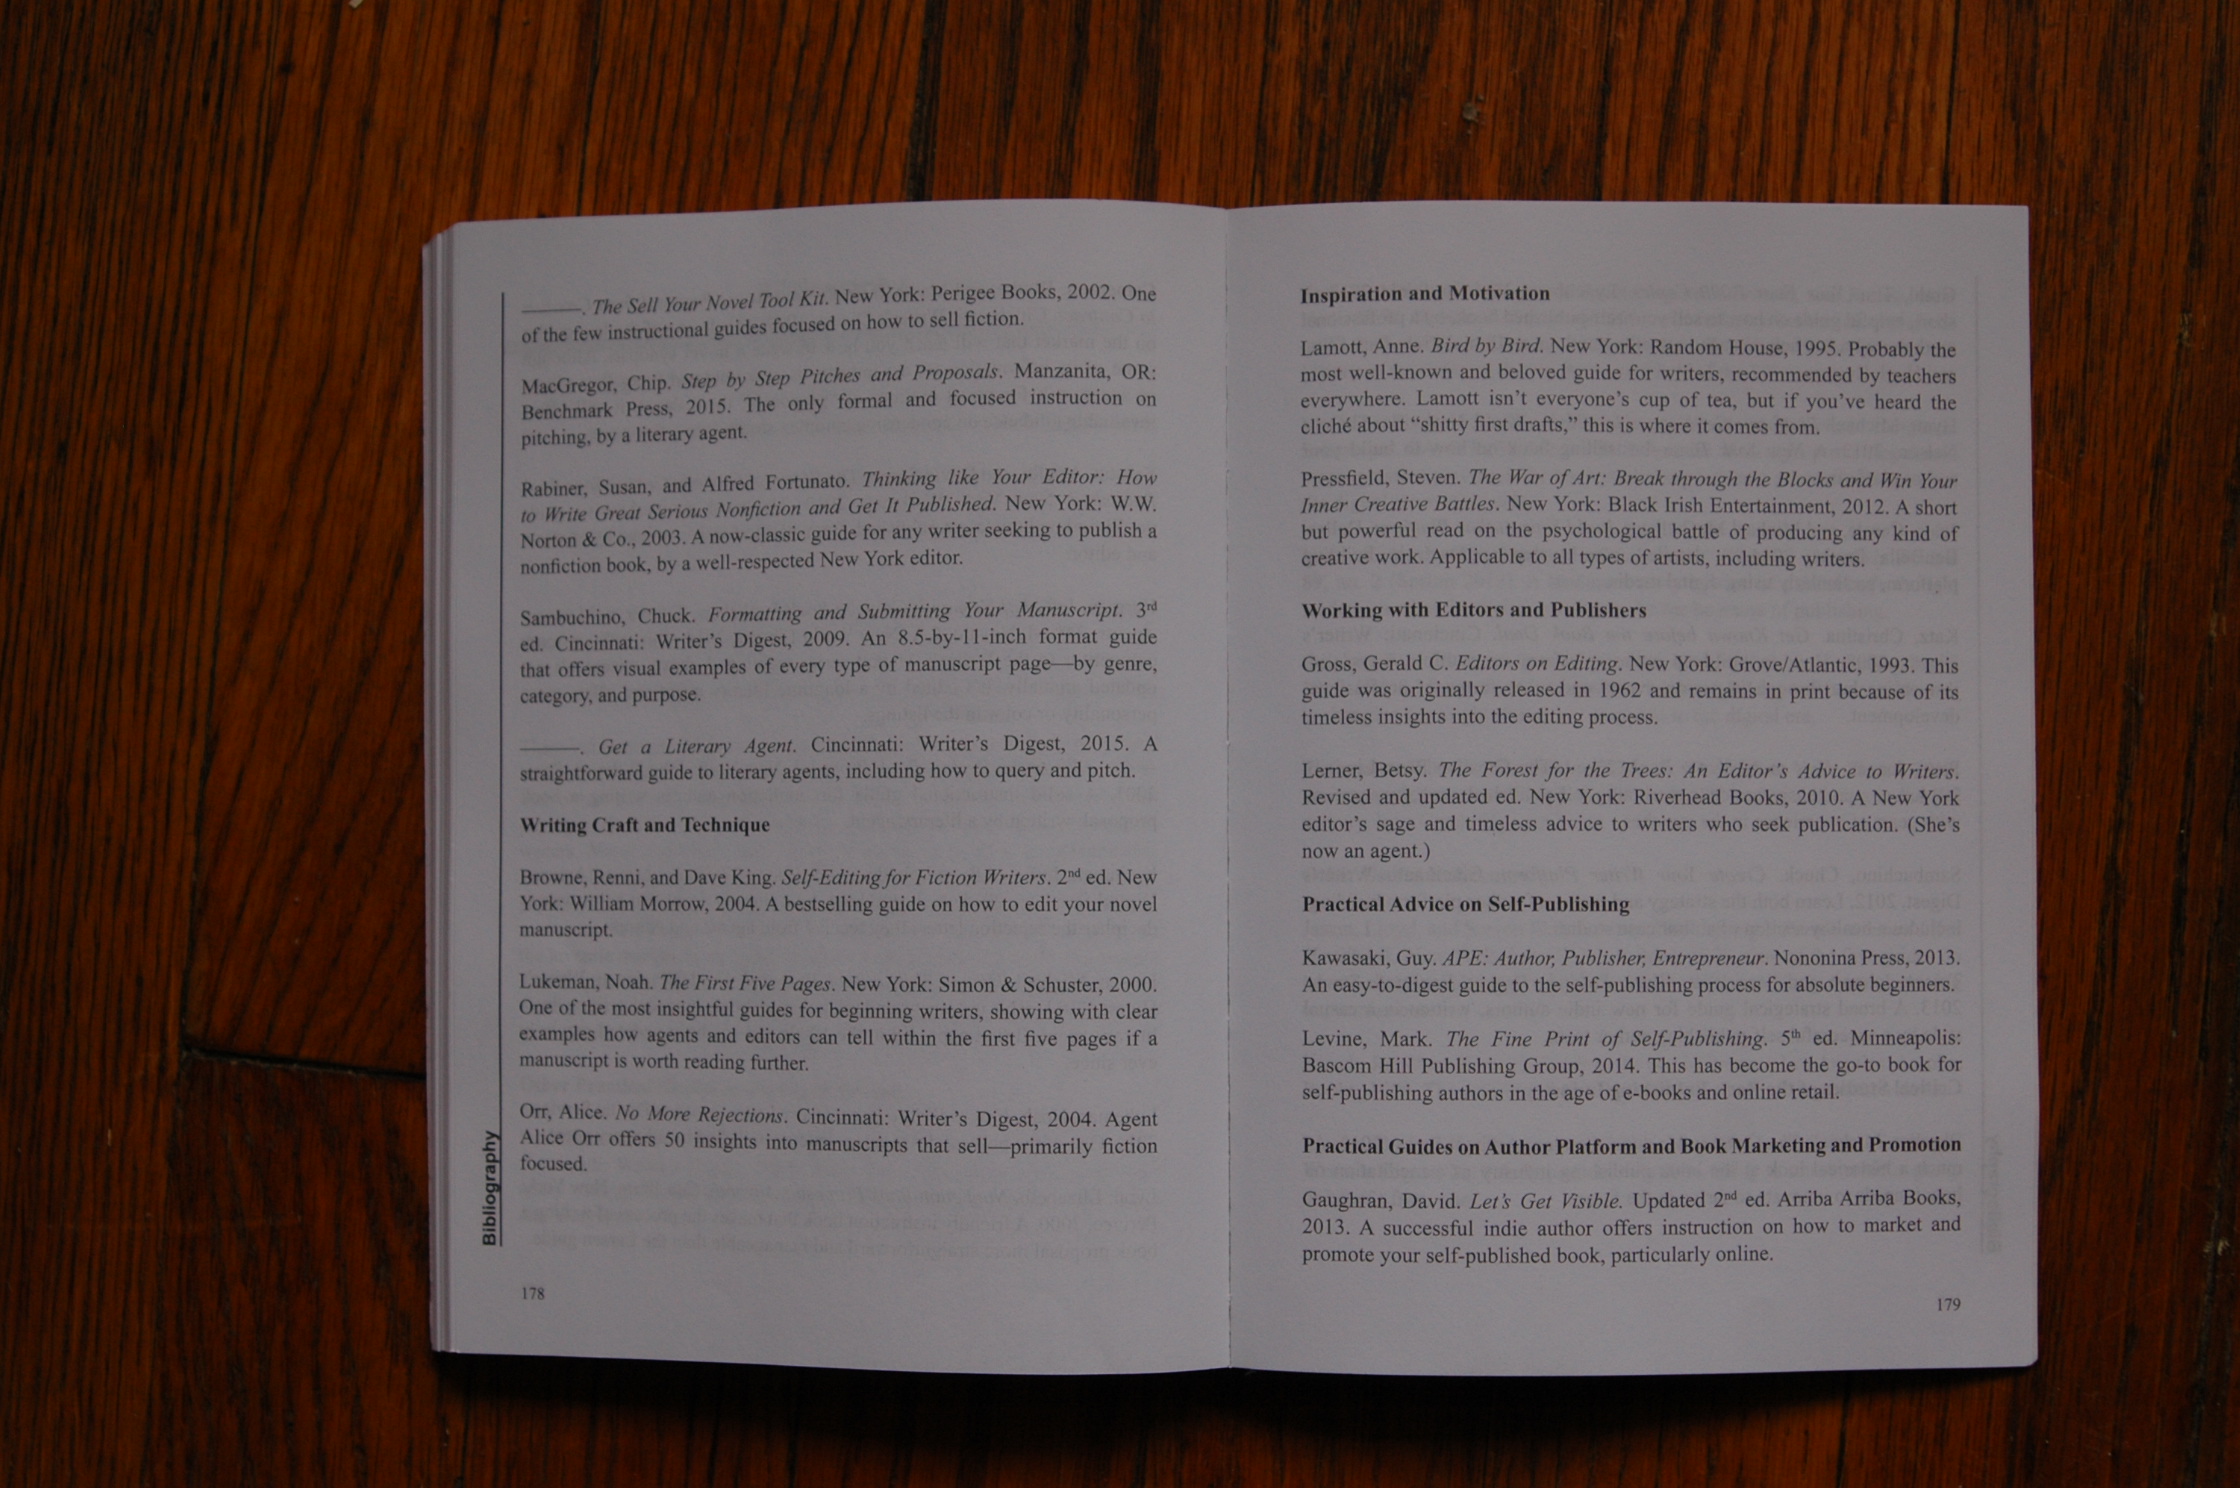 Bibliography
———. The Sell Your Novel Tool Kit. New York: Perigee Books, 2002. One
of the few instructional guides focused on how to sell fiction.
MacGregor, Chip. Step by Step Pitches and Proposals. Manzanita, OR:
Benchmark Press, 2015. The only formal and focused instruction on
pitching, by a literary agent.
Rabiner, Susan, and Alfred Fortunato. Thinking like Your Editor: How
to Write Great Serious Nonfiction and Get It Published. New York: W.W.
Norton & Co., 2003. A now-classic guide for any writer seeking to publish a
nonfiction book, by a well-respected New York editor.
Sambuchino, Chuck. Formatting and Submitting Your Manuscript. 3rd
ed. Cincinnati: Writer's Digest, 2009. An 8.5-by-11-inch format guide
that offers visual examples of every type of manuscript page—by genre,
category, and purpose.
———. Get a Literary Agent. Cincinnati: Writer's Digest, 2015. A
straightforward guide to literary agents, including how to query and pitch.
Writing Craft and Technique
Browne, Renni, and Dave King. Self-Editing for Fiction Writers. 2nd ed. New
York: William Morrow, 2004. A bestselling guide on how to edit your novel
manuscript.
Lukeman, Noah. The First Five Pages. New York: Simon & Schuster, 2000.
One of the most insightful guides for beginning writers, showing with clear
examples how agents and editors can tell within the first five pages if a
manuscript is worth reading further.
Orr, Alice. No More Rejections. Cincinnati: Writer's Digest, 2004. Agent
Alice Orr offers 50 insights into manuscripts that sell—primarily fiction
focused.
178
Inspiration and Motivation
Lamott, Anne. Bird by Bird. New York: Random House, 1995. Probably the
most well-known and beloved guide for writers, recommended by teachers
everywhere. Lamott isn't everyone's cup of tea, but if you've heard the
cliché about “shitty first drafts,” this is where it comes from.
Pressfield, Steven. The War of Art: Break through the Blocks and Win Your
Inner Creative Battles. New York: Black Irish Entertainment, 2012. A short
but powerful read on the psychological battle of producing any kind of
creative work. Applicable to all types of artists, including writers.
Working with Editors and Publishers
Gross, Gerald C. Editors on Editing. New York: Grove/Atlantic, 1993. This
guide was originally released in 1962 and remains in print because of its
timeless insights into the editing process.
Lerner, Betsy. The Forest for the Trees: An Editor's Advice to Writers.
Revised and updated ed. New York: Riverhead Books, 2010. A New York
editor's sage and timeless advice to writers who seek publication. (She's
now an agent.)
Practical Advice on Self-Publishing
Kawasaki, Guy. APE: Author, Publisher, Entrepreneur. Nononina Press, 2013.
An easy-to-digest guide to the self-publishing process for absolute beginners.
Levine, Mark. The Fine Print of Self-Publishing. 5th ed. Minneapolis:
Bascom Hill Publishing Group, 2014. This has become the go-to book for
self-publishing authors in the age of e-books and online retail.
Practical Guides on Author Platform and Book Marketing and Promotion
Gaughran, David. Let's Get Visible. Updated 2nd ed. Arriba Arriba Books,
2013. A successful indie author offers instruction on how to market and
promote your self-published book, particularly online.
179